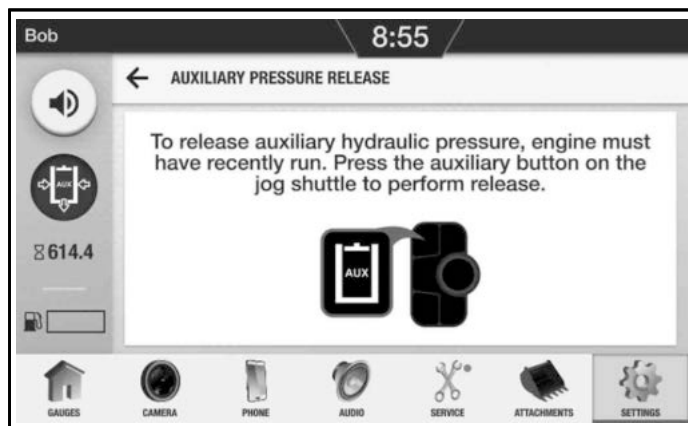 Bob
8:55
AUXILIARY PRESSURE RELEASE
To release auxiliary hydraulic pressure, engine must
have recently run. Press the auxiliary button on the
jog shuttle to perform release.
AUX
AUX
614.4
GAUGES
CAMERA
PHONE
AUDIO
SERVICE
ATTACHMENTS
SETTINGS